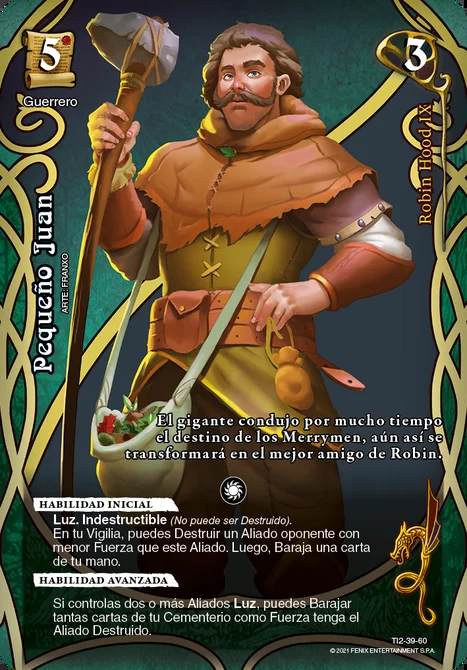 5
3
Guerrero
Robin Hood IX
Pequeño Juan
ARTE: FRANXO
El gigante condujo por mucho tiempo
el destino de los Merrymen, aún así se
transformará en el mejor amigo de Robin.
HABILIDAD INICIAL
Luz. Indestructible (No puede ser Destruido).
En tu Vigilia, puedes Destruir un Aliado oponente con
menor Fuerza que este Aliado. Luego, Baraja una carta
de tu mano.
HABILIDAD AVANZADA
Si controlas dos o más Aliados Luz, puedes Barajar
tantas cartas de tu Cementerio como Fuerza tenga el
Aliado Destruido.
TI2-39-60
© 2021 FENIX ENTERTAINMENT S.P.A.